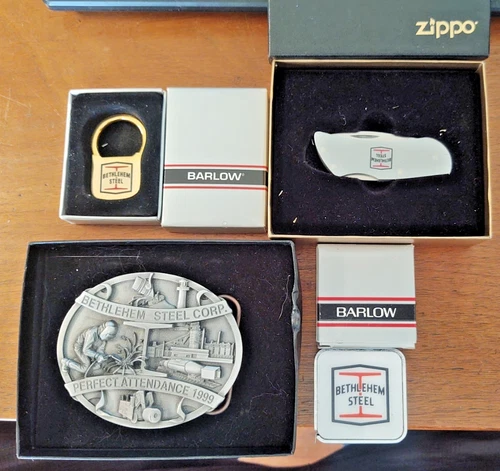 zippo
BETHLEHEM
STEEL
BARLOW
BETHLEHEM STEEL CORP.
PERFECT ATTENDANCE 1999
BARLOW
BETHLEHEM
STEEL